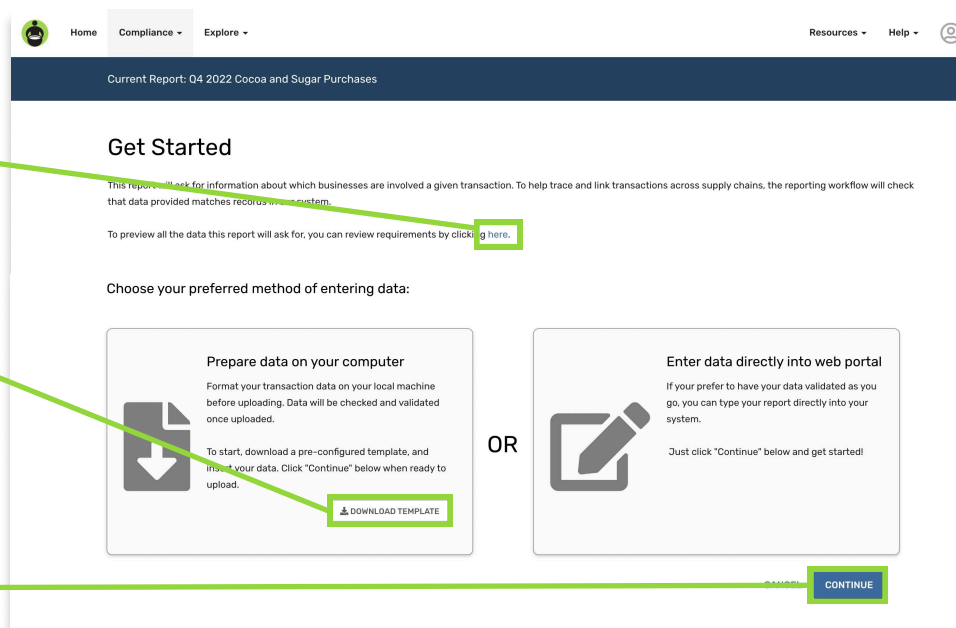 Home Compliance Explore Resources Help
Current Report: Q4 2022 Cocoa and Sugar Purchases
Get Started
This report will ask for information about which businesses are involved a given transaction. To help trace and link transactions across supply chains, the reporting workflow will check
that data provided matches records in our system.
To preview all the data this report will ask for, you can review requirements by clicking here.
Choose your preferred method of entering data:
Prepare data on your computer
Format your transaction data on your local machine
before uploading. Data will be checked and validated
once uploaded.
To start, download a pre-configured template, and
insert your data. Click "Continue" below when ready to
upload.
DOWNLOAD TEMPLATE
OR
Enter data directly into web portal
If your prefer to have your data validated as you
go, you can type your report directly into your
system.
Just click "Continue" below and get started!
CANCEL CONTINUE